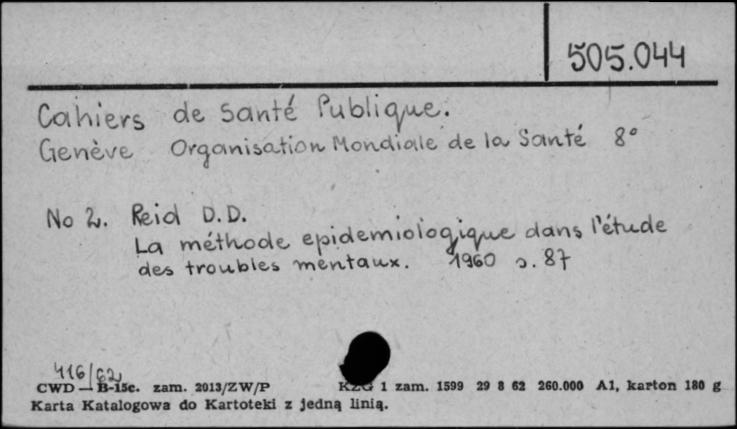 505.044
Cahiers de Santé Publique.
Genève Organisation Mondiale de la Santé 8°
No 2. Reid D.D.
La méthode epidemiologique dans l'étude
des troubles mentaux. 1960 s. 87
416/62
CWD — B-15c. zam. 2013/ZW/P KZG 1 zam. 1599 29 8 62 260.000 A1, karton 180 g
Karta Katalogowa do Kartoteki z jedną linią.